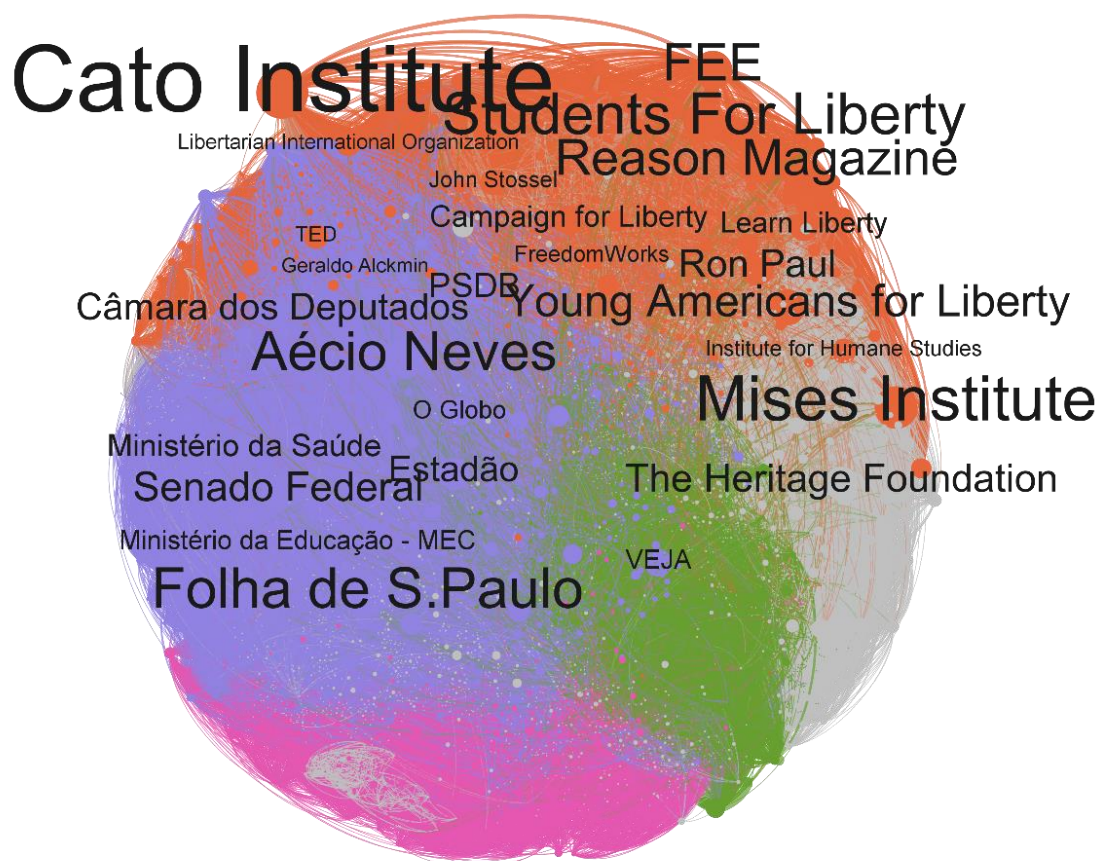 Cato Institute
FEE
Students For Liberty
Libertarian International Organization
Reason Magazine
John Stossel
Campaign for Liberty
Learn Liberty
TED
FreedomWorks
Geraldo Alckmin
Ron Paul
PSDB
Câmara dos Deputados
Young Americans for Liberty
Aécio Neves
Institute for Humane Studies
Mises Institute
O Globo
Ministério da Saúde
Estadão
Senado Federal
The Heritage Foundation
Ministério da Educação - MEC
VEJA
Folha de S.Paulo